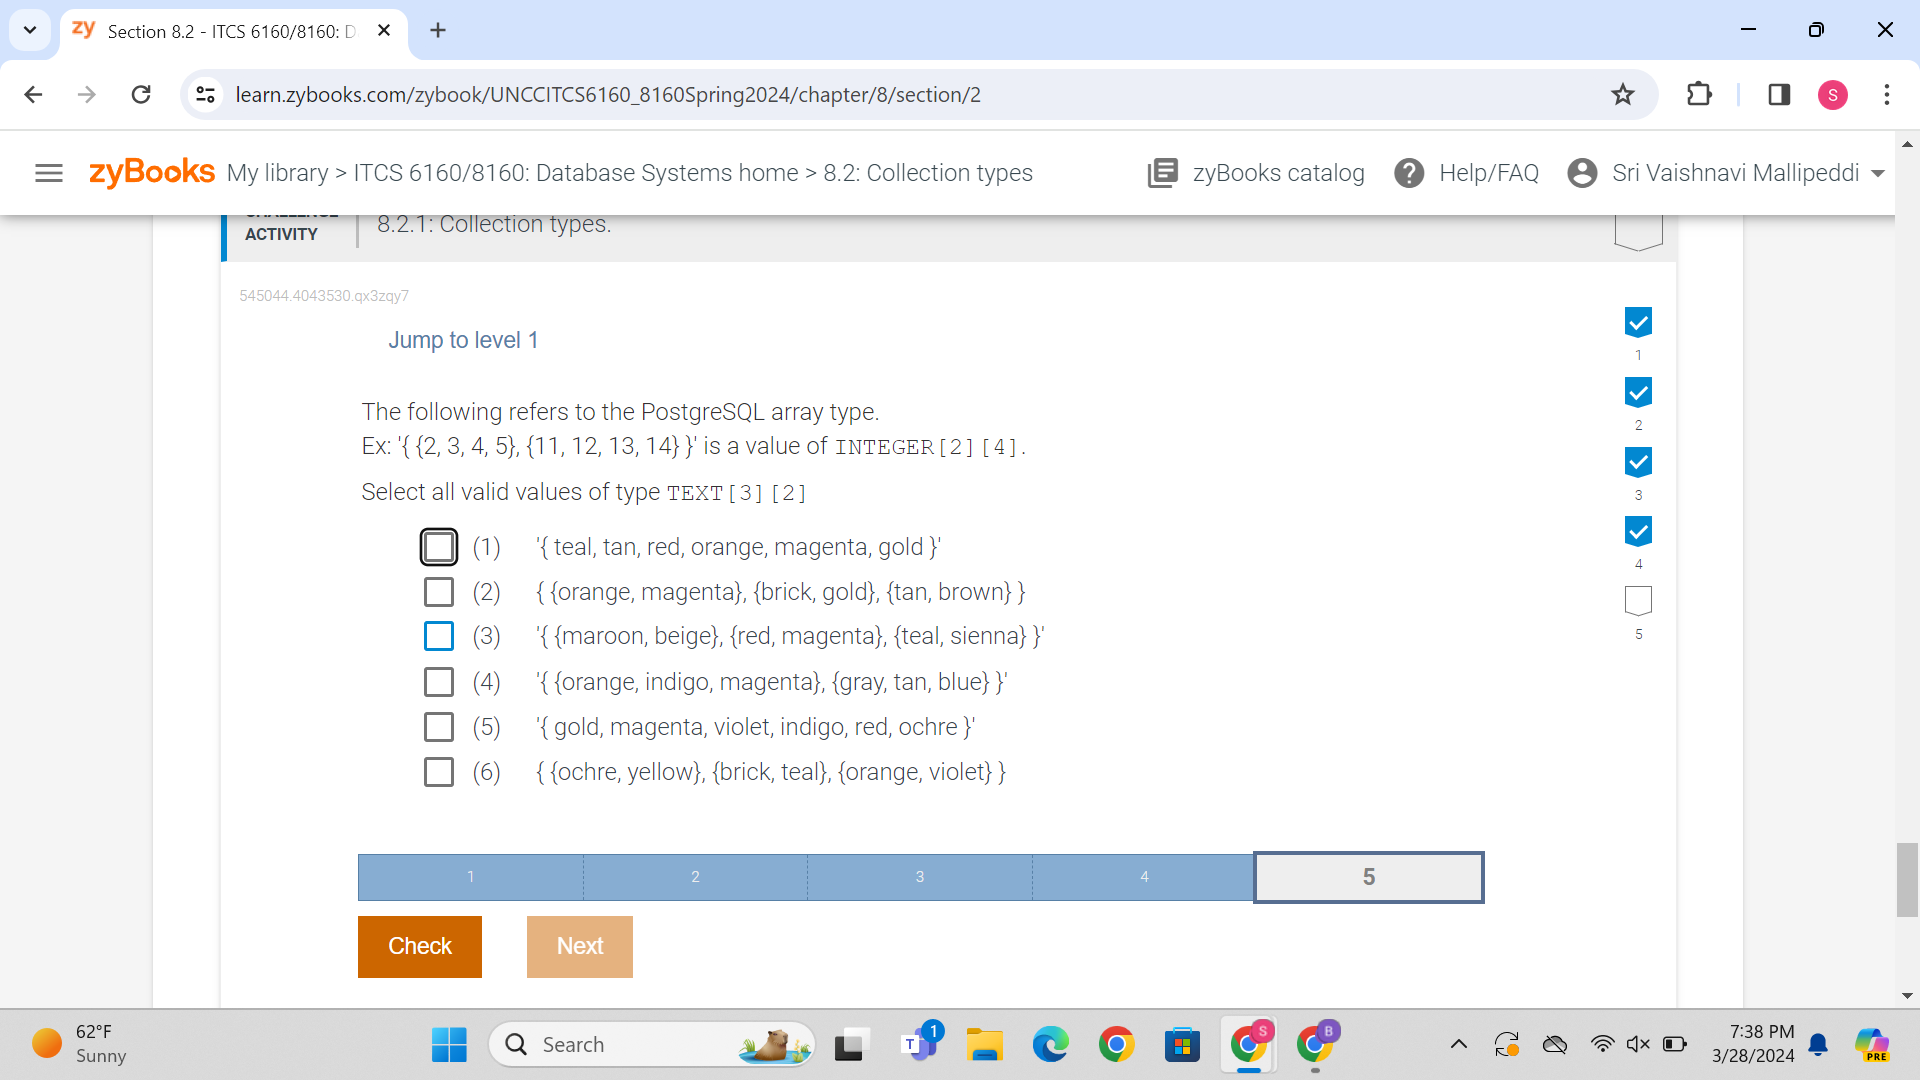 zy Section 8.2 - ITCS 6160/8160: D
learn.zybooks.com/zybook/UNCCITCS6160_8160Spring2024/chapter/8/section/2
S
zyBooks My library > ITCS 6160/8160: Database Systems home > 8.2: Collection types
zyBooks catalog
? Help/FAQ
Sri Vaishnavi Mallipeddi
CHALLENGE
ACTIVITY
8.2.1: Collection types.
545044.4043530.qx3zqy7
Jump to level 1
1
2
3
4
5
The following refers to the PostgreSQL array type.
Ex: '{ {2, 3, 4, 5}, {11, 12, 13, 14} }' is a value of INTEGER[2][4].
Select all valid values of type TEXT[3][2]
(1) '{ teal, tan, red, orange, magenta, gold }'
(2) { {orange, magenta}, {brick, gold}, {tan, brown} }
(3) '{ {maroon, beige}, {red, magenta}, {teal, sienna} }'
(4) '{ {orange, indigo, magenta}, {gray, tan, blue} }'
(5) '{ gold, magenta, violet, indigo, red, ochre }'
(6) { {ochre, yellow}, {brick, teal}, {orange, violet} }
1 2 3 4 5
Check Next
62°F
Sunny
Search
T 1
S
B
7:38 PM
3/28/2024
PRE